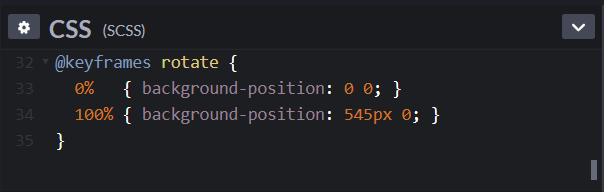 CSS (SCSS)
32 @keyframes rotate {
33 0% { background-position: 0 0; }
34 100% { background-position: 545px 0; }
35 }